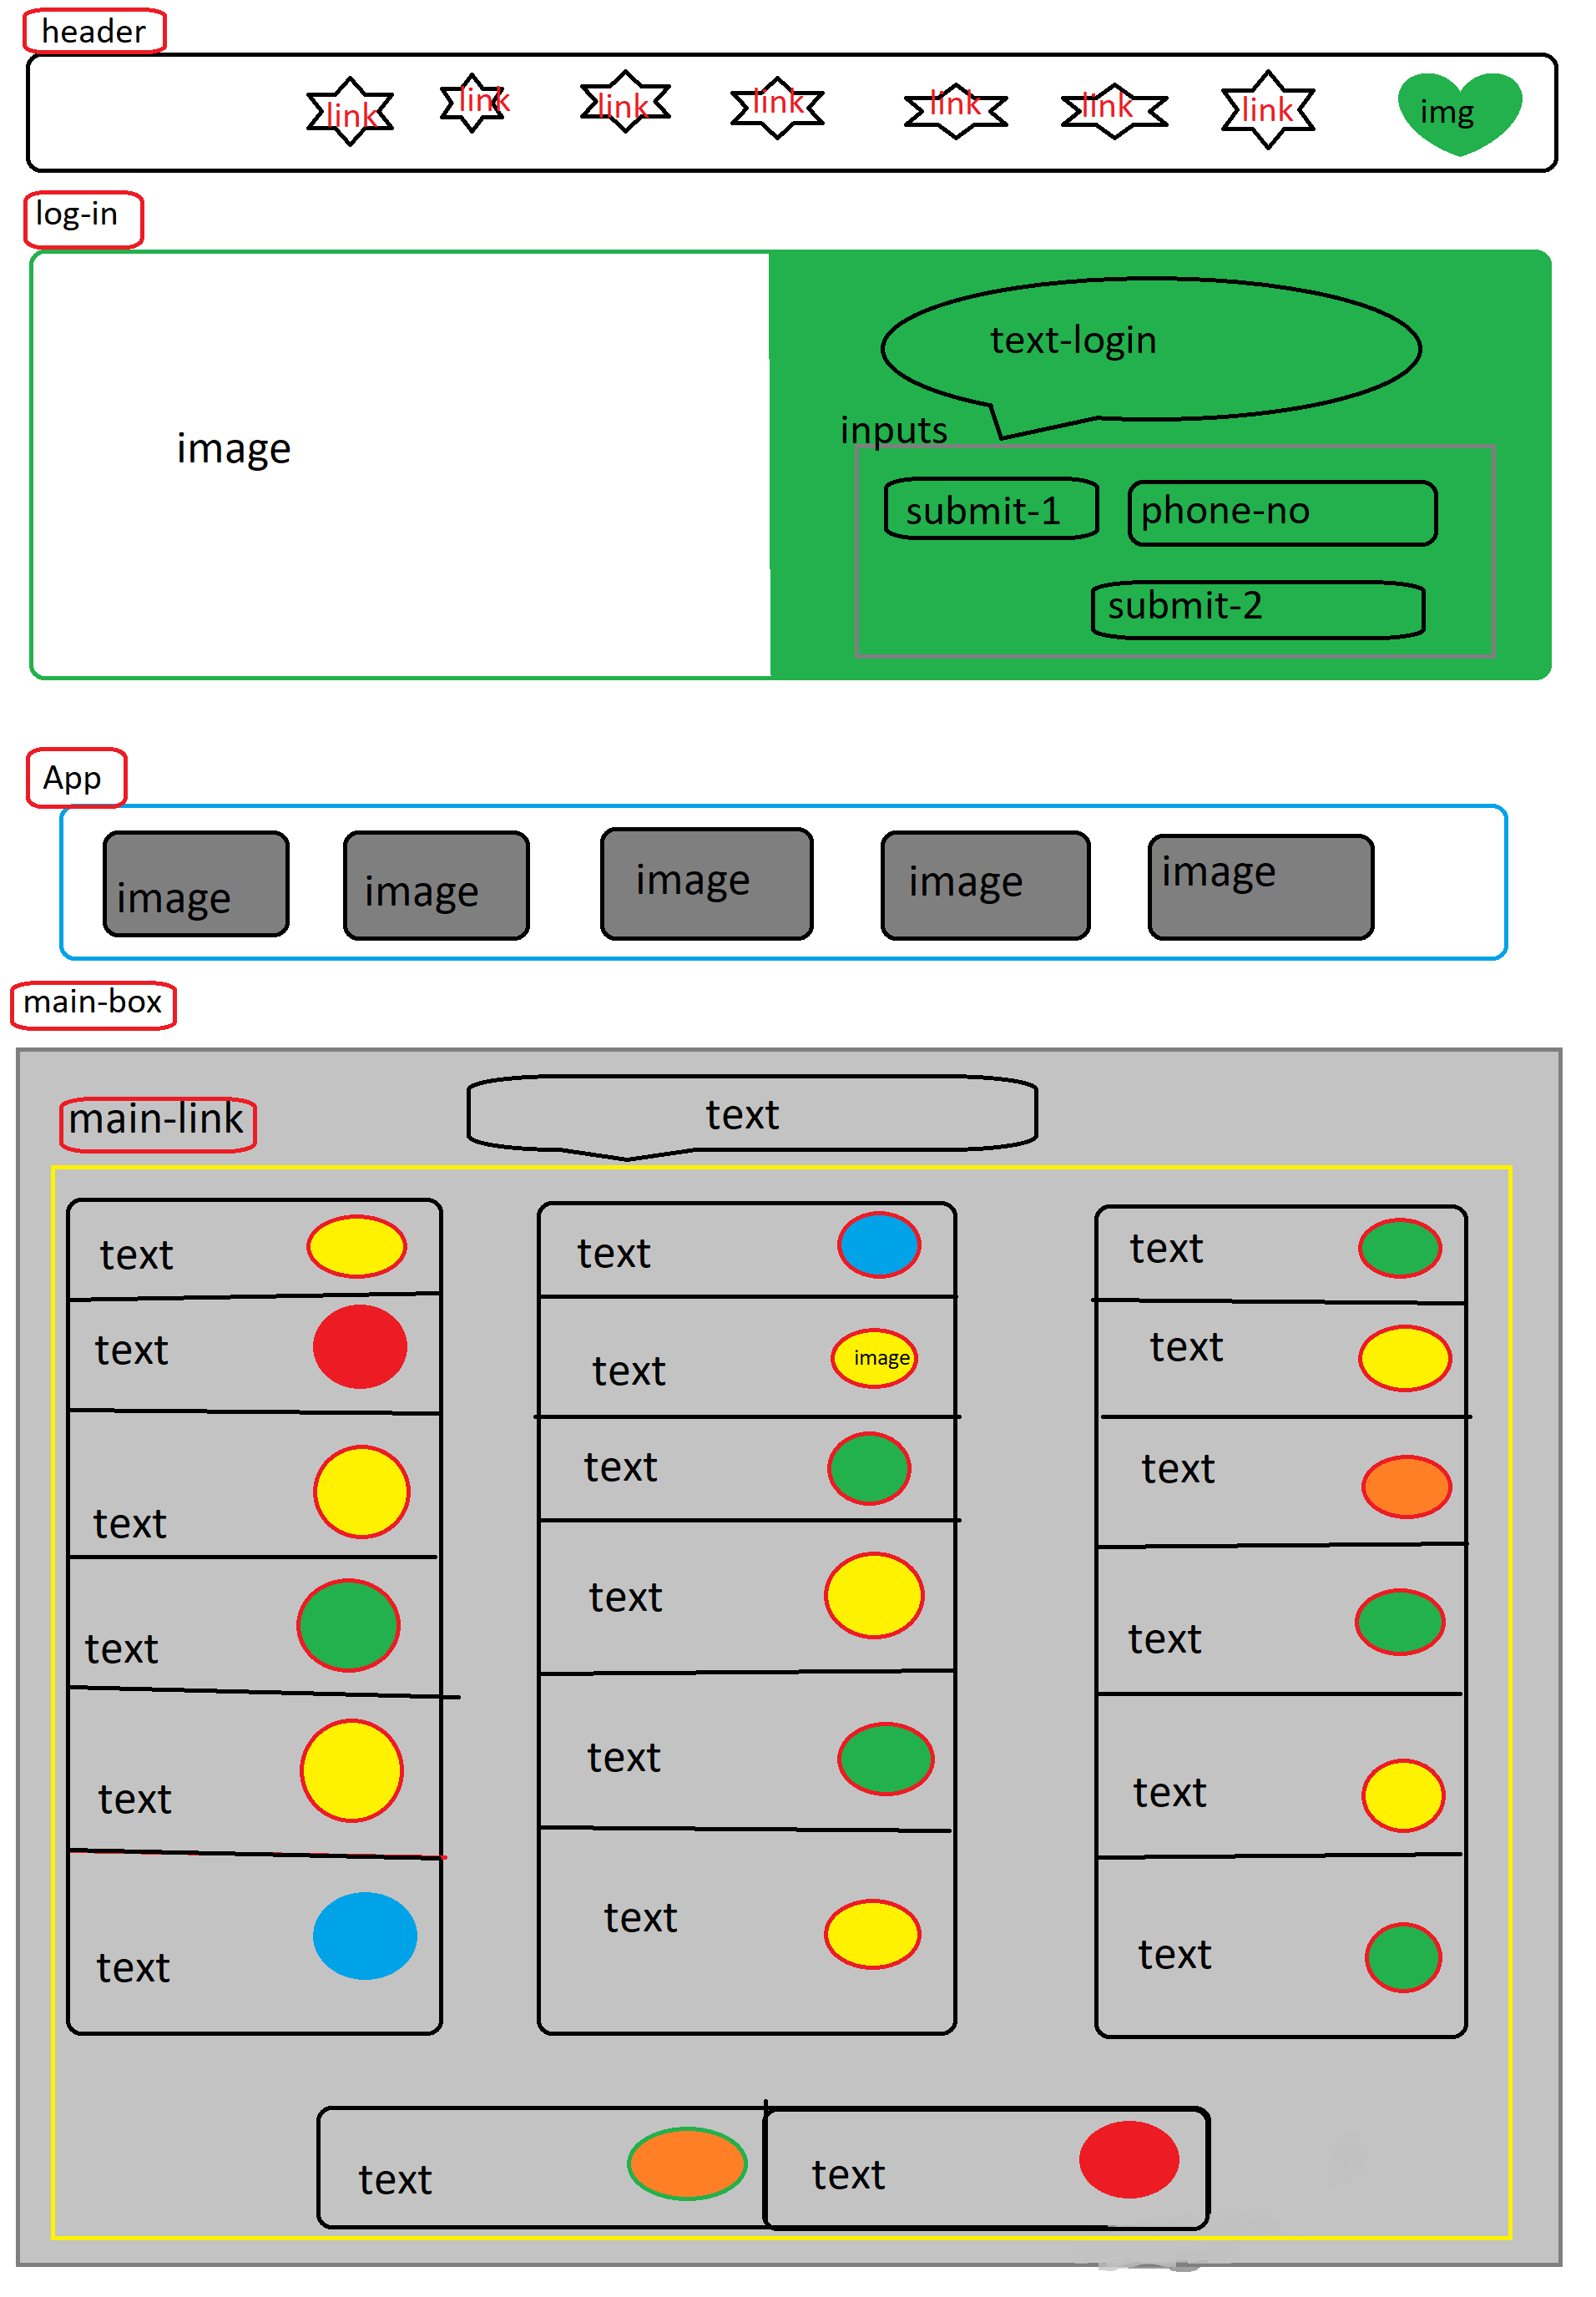 header
link link link link link link link img
log-in
image
text-login
inputs
submit-1 phone-no
submit-2
App
image image image image image
main-box
main-link
text
text
text
text
text
text
text
text
text image
text
text
text
text
text
text
text
text
text
text
text text